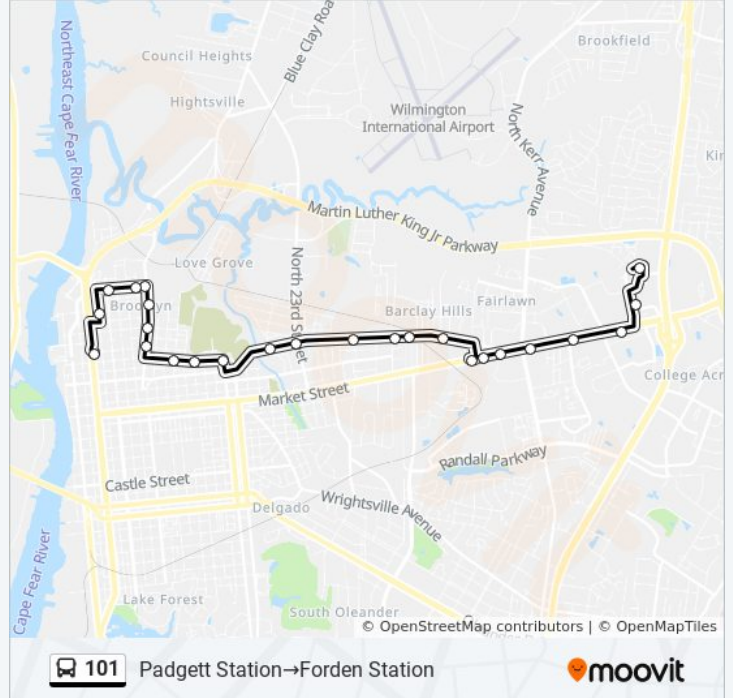 Northeast Cape Fear River
Council Heights
Blue Clay Roa
Brookfield
Hightsville
Wilmington
International Airport
North Kerr Avenue
Kir
Martin Luther King Jr Parkway
Love Grove
North 23rd Street
Brooklyn
Barclay Hills
Fairlawn
College Acr
Market Street
Randall Parkway
Castle Street
Wrightsville Avenue
Delgado
Cape Fear River
Lake Forest
South Oleander
© OpenStreetMap contributors | © OpenMapTiles
101 Padgett Station→Forden Station
moovit